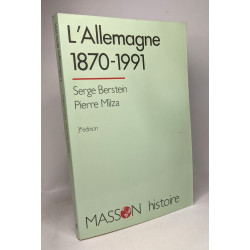 L'Allemagne
1870-1991
Serge Berstein
Pierre Milza
3e édition
MASSON histoire